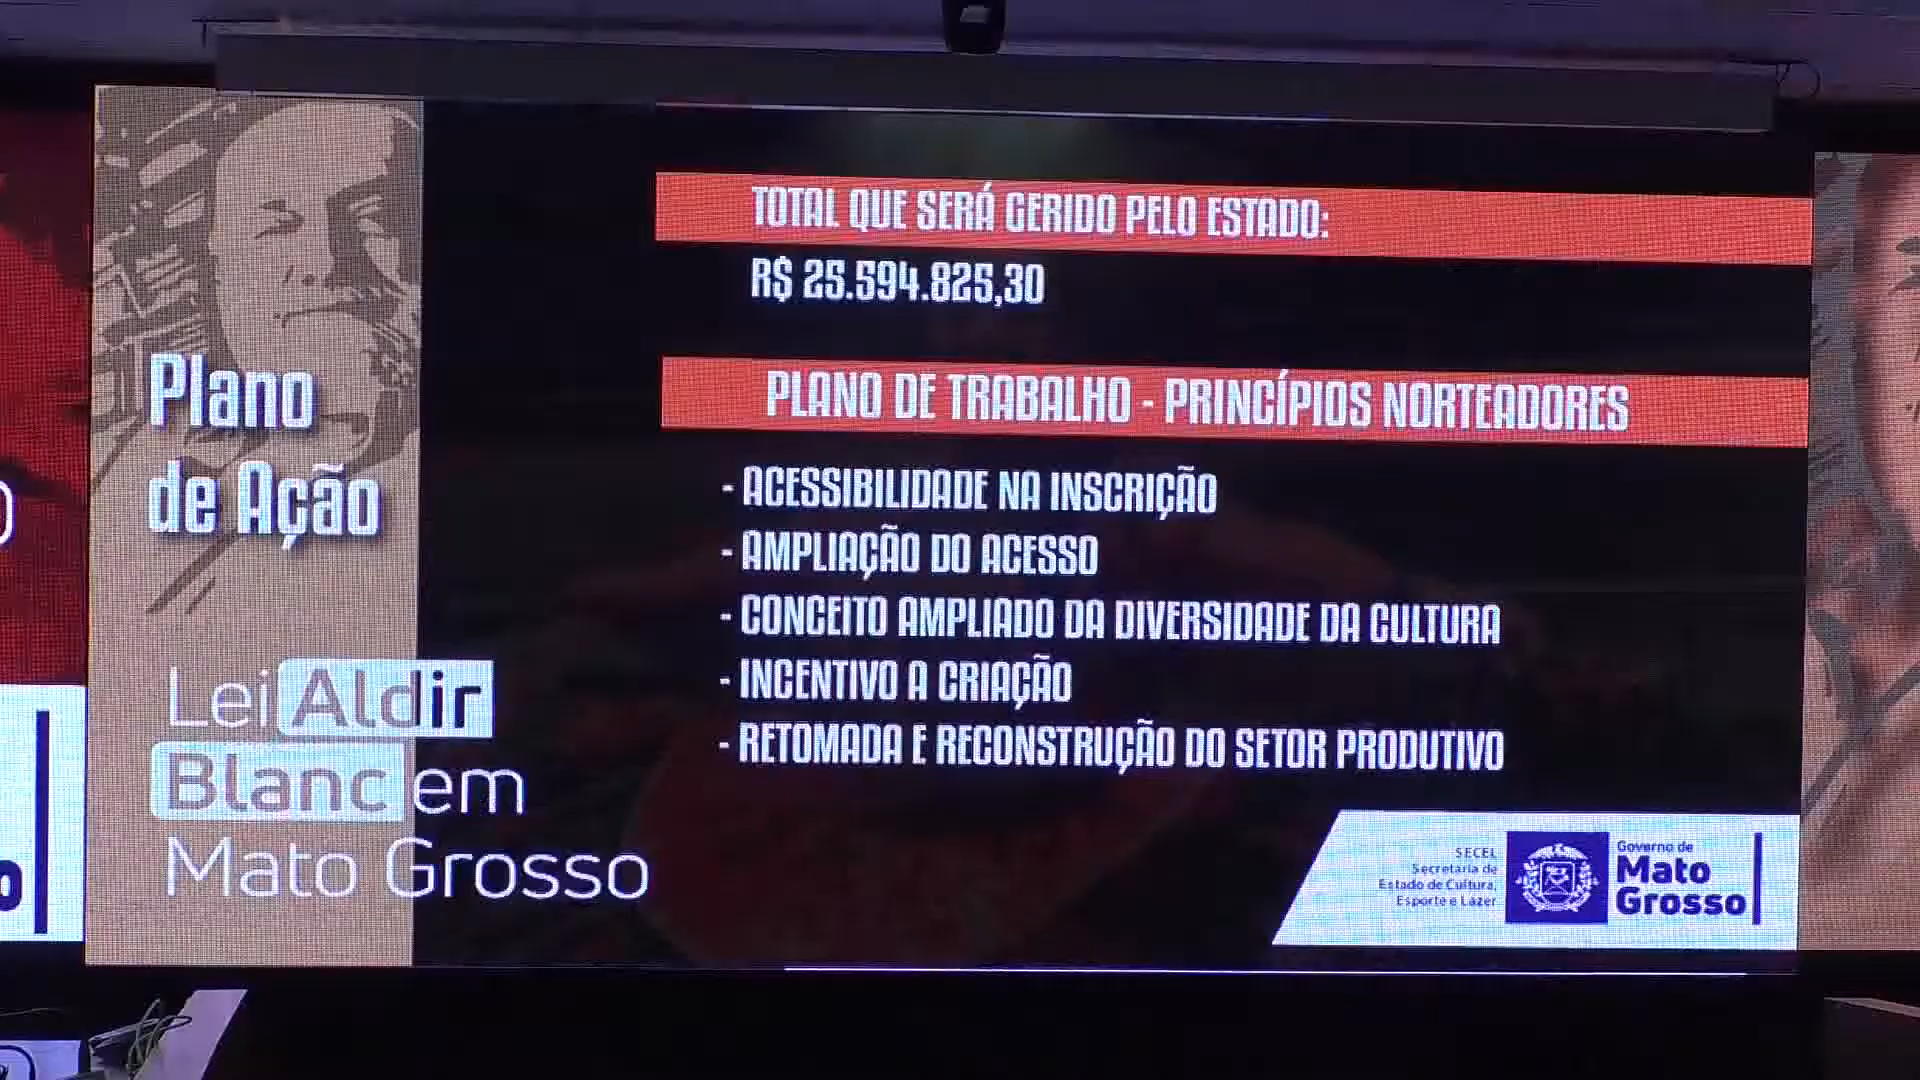 Plano
de Ação
Lei Aldir
Blanc em
Mato Grosso
TOTAL QUE SERÁ GERIDO PELO ESTADO:
R$ 25.594.825,30
PLANO DE TRABALHO - PRINCÍPIOS NORTEADORES
- ACESSIBILIDADE NA INSCRIÇÃO
- AMPLIAÇÃO DO ACESSO
- CONCEITO AMPLIADO DA DIVERSIDADE DA CULTURA
- INCENTIVO A CRIAÇÃO
- RETOMADA E RECONSTRUÇÃO DO SETOR PRODUTIVO
SECEL
Secretaria de
Estado de Cultura,
Esporte e Lazer
Governo de
Mato
Grosso